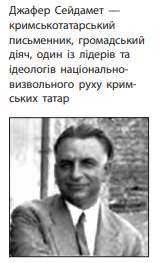 Джафер Сейдамет —
кримськотатарський
письменник, громадський
діяч, один із лідерів та
ідеологів національно-
визвольного руху крим-
ських татар